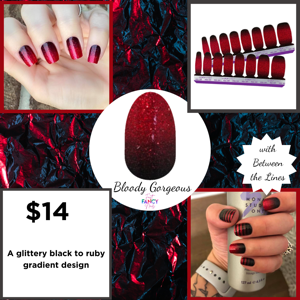 Bloody Gorgeous
FANCY
with
Between
the Lines
$14
A glittery black to ruby
gradient design